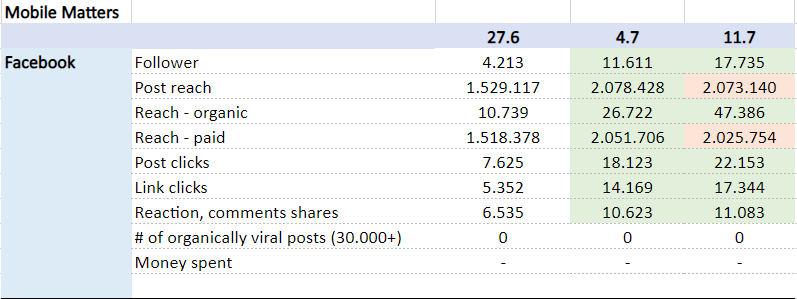 Mobile Matters
27.6 4.7 11.7
Facebook Follower 4.213 11.611 17.735
Post reach 1.529.117 2.078.428 2.073.140
Reach - organic 10.739 26.722 47.386
Reach - paid 1.518.378 2.051.706 2.025.754
Post clicks 7.625 18.123 22.153
Link clicks 5.352 14.169 17.344
Reaction, comments shares 6.535 10.623 11.083
# of organically viral posts (30.000+) 0 0 0
Money spent - - -